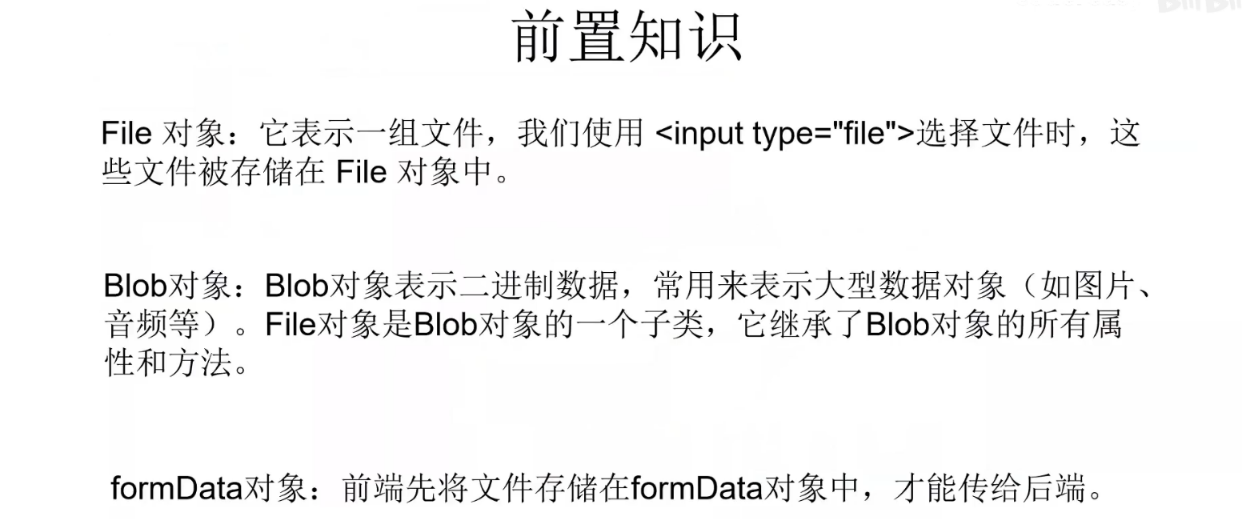 前置知识
File 对象：它表示一组文件，我们使用 <input type="file">选择文件时，这
些文件被存储在 File 对象中。
Blob对象：Blob对象表示二进制数据，常用来表示大型数据对象（如图片、
音频等）。File对象是Blob对象的一个子类，它继承了Blob对象的所有属
性和方法。
formData对象：前端先将文件存储在formData对象中，才能传给后端。